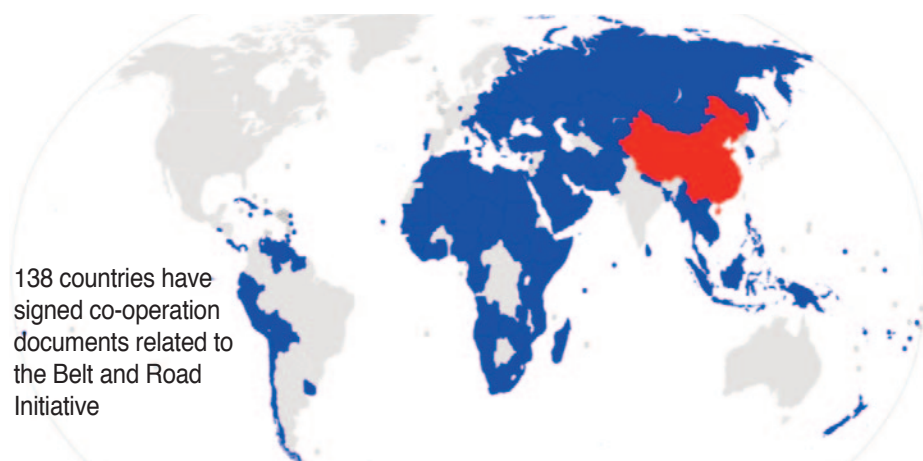 138 countries have
signed co-operation
documents related to
the Belt and Road
Initiative